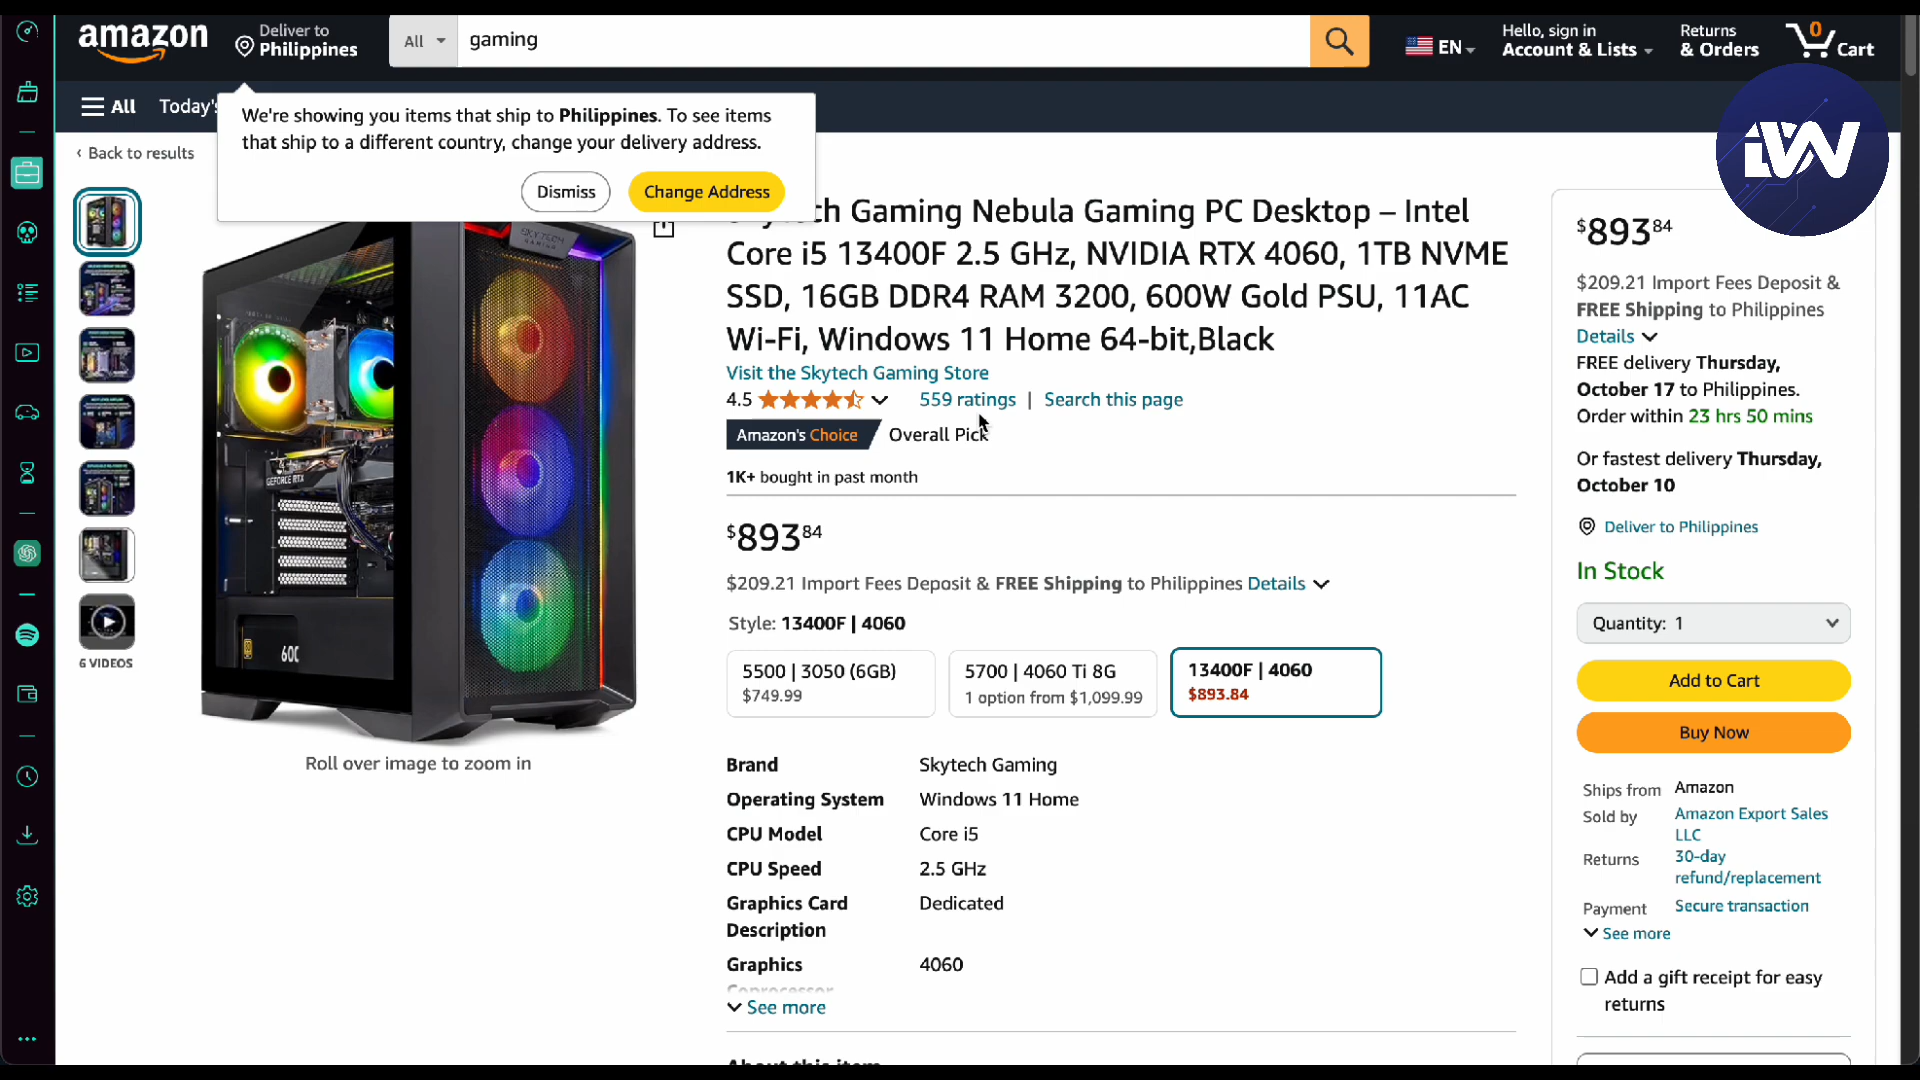 amazon
Deliver to
Philippines
All
gaming
EN
Hello, sign in
Account & Lists
Returns
& Orders
0
Cart
All
Today's
We're showing you items that ship to Philippines. To see items
that ship to a different country, change your delivery address.
Dismiss
Change Address
iW
‹ Back to results
SKYTECH
GAMING
GEFORCE RTX
600
6 VIDEOS
Roll over image to zoom in
Skytech Gaming Nebula Gaming PC Desktop – Intel
Core i5 13400F 2.5 GHz, NVIDIA RTX 4060, 1TB NVME
SSD, 16GB DDR4 RAM 3200, 600W Gold PSU, 11AC
Wi-Fi, Windows 11 Home 64-bit,Black
Visit the Skytech Gaming Store
4.5
559 ratings | Search this page
Amazon's Choice
Overall Pick
1K+ bought in past month
$893 84
$209.21 Import Fees Deposit & FREE Shipping to Philippines Details
Style: 13400F | 4060
5500 | 3050 (6GB)
$749.99
5700 | 4060 Ti 8G
1 option from $1,099.99
13400F | 4060
$893.84
Brand Skytech Gaming
Operating System Windows 11 Home
CPU Model Core i5
CPU Speed 2.5 GHz
Graphics Card Dedicated
Description
Graphics 4060
Coprocessor
See more
About this item
$893 84
$209.21 Import Fees Deposit &
FREE Shipping to Philippines
Details
FREE delivery Thursday,
October 17 to Philippines.
Order within 23 hrs 50 mins
Or fastest delivery Thursday,
October 10
Deliver to Philippines
In Stock
Quantity: 1
Add to Cart
Buy Now
Ships from Amazon
Sold by Amazon Export Sales
LLC
Returns 30-day
refund/replacement
Payment Secure transaction
See more
Add a gift receipt for easy
returns